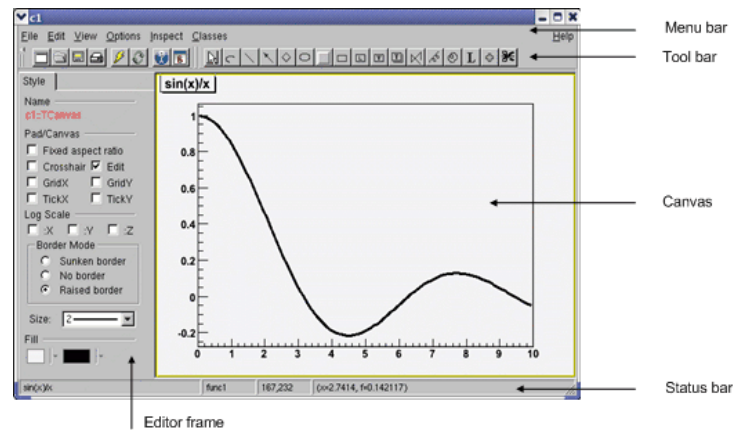 c1
File Edit View Options Inspect Classes Help
Menu bar
Tool bar
Style
Name
c1::TCanvas
Pad/Canvas
Fixed aspect ratio
Crosshair Edit
GridX GridY
TickX TickY
Log Scale
:X :Y :Z
Border Mode
Sunken border
No border
Raised border
Size: 2
Fill
sin(x)/x
1
0.8
0.6
0.4
0.2
0
-0.2
0 1 2 3 4 5 6 7 8 9 10
Canvas
sin(x)/x func1 167,232 (x=2.7414, f=0.142117)
Status bar
Editor frame